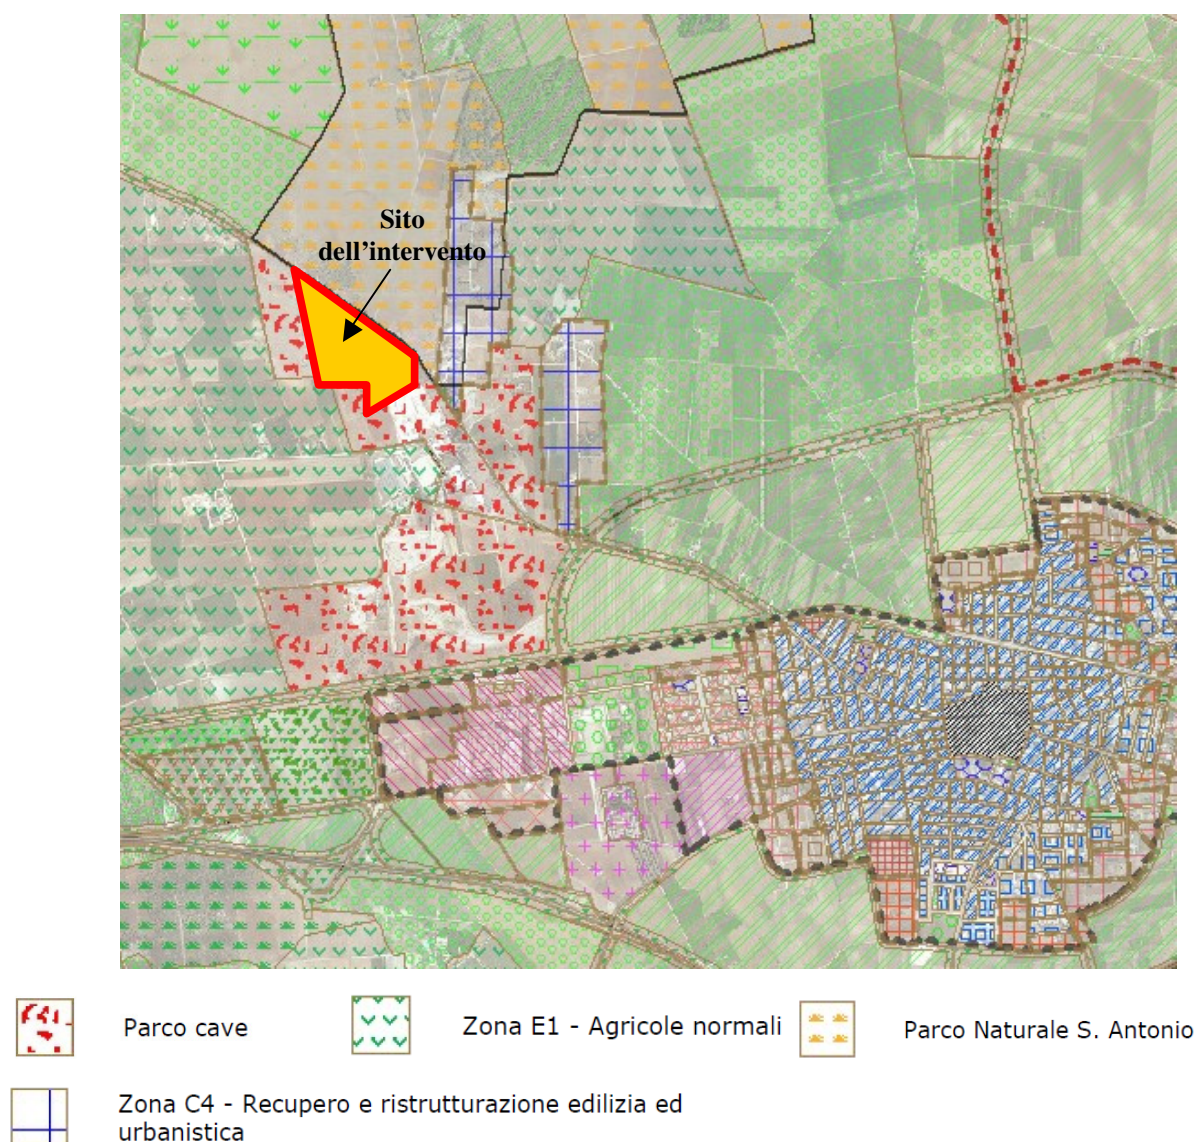 Sito
dell'intervento
Parco cave
Zona E1 - Agricole normali
Parco Naturale S. Antonio
Zona C4 - Recupero e ristrutturazione edilizia ed
urbanistica